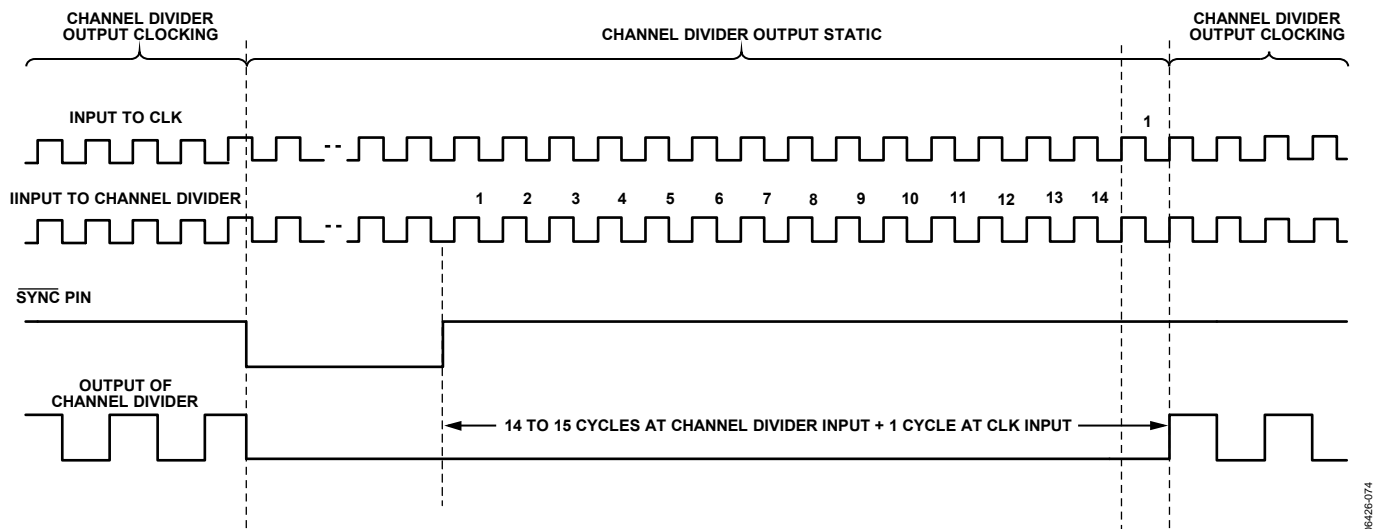 CHANNEL DIVIDER
OUTPUT CLOCKING
CHANNEL DIVIDER OUTPUT STATIC
CHANNEL DIVIDER
OUTPUT CLOCKING
INPUT TO CLK
1
IINPUT TO CHANNEL DIVIDER
1 2 3 4 5 6 7 8 9 10 11 12 13 14
SYNC PIN
OUTPUT OF
CHANNEL DIVIDER
14 TO 15 CYCLES AT CHANNEL DIVIDER INPUT + 1 CYCLE AT CLK INPUT
06426-074